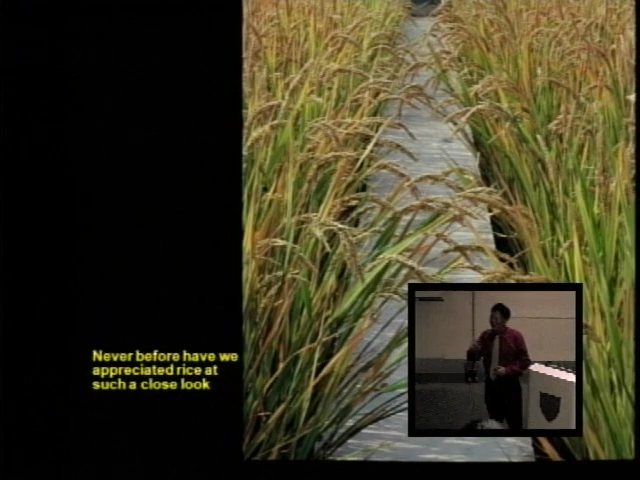 Never before have we
appreciated rice at
such a close look